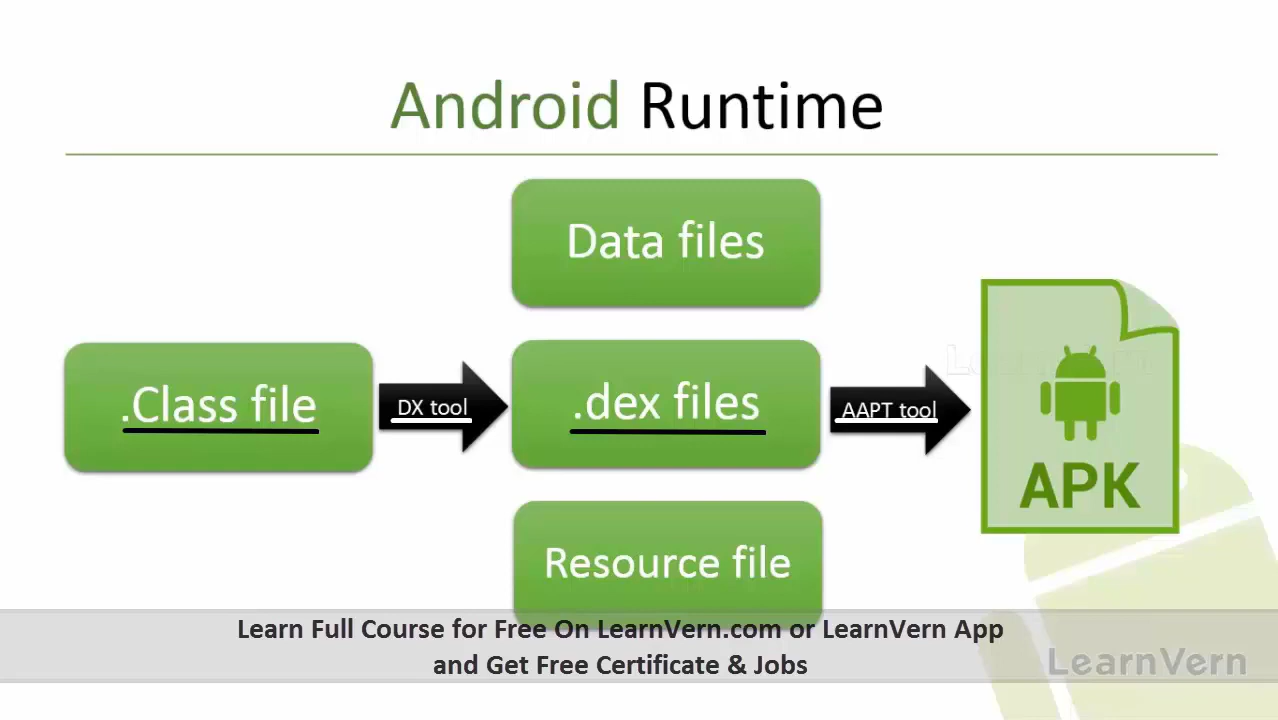 Android Runtime
Data files
.Class file
DX tool
.dex files
AAPT tool
APK
Resource file
Learn Full Course for Free On LearnVern.com or LearnVern App
and Get Free Certificate & Jobs
LearnVern